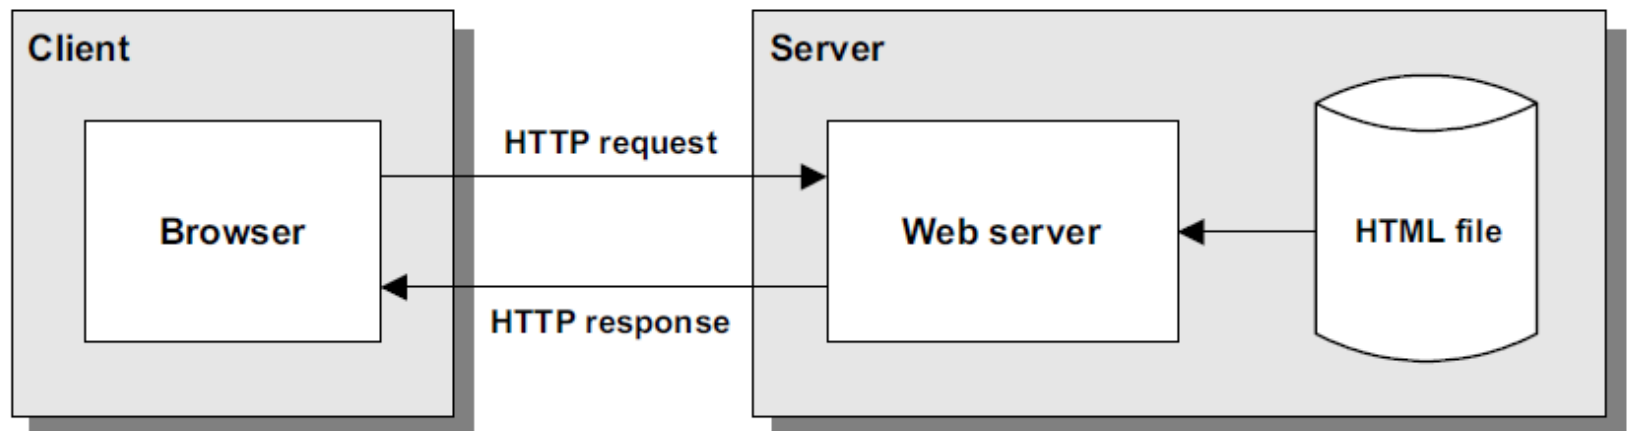 Client
Server
HTTP request
Browser
Web server
HTML file
HTTP response